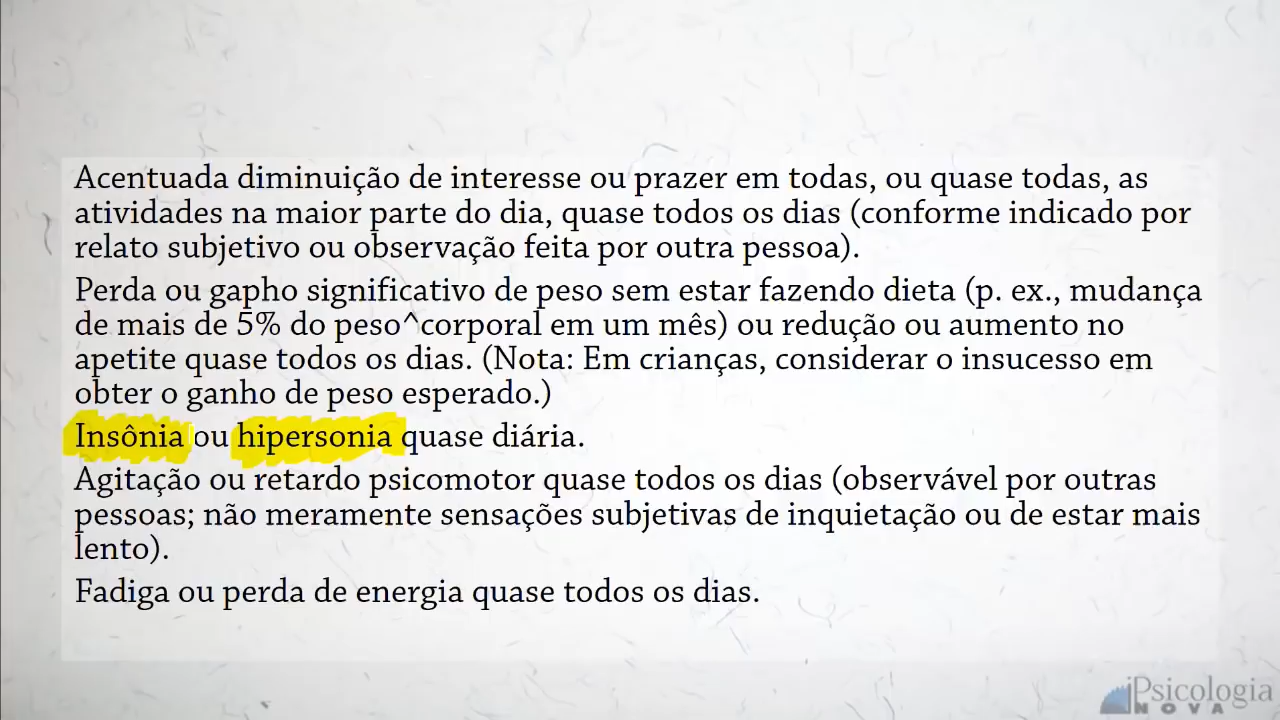 Acentuada diminuição de interesse ou prazer em todas, ou quase todas, as
atividades na maior parte do dia, quase todos os dias (conforme indicado por
relato subjetivo ou observação feita por outra pessoa).
Perda ou gapho significativo de peso sem estar fazendo dieta (p. ex., mudança
de mais de 5% do peso^corporal em um mês) ou redução ou aumento no
apetite quase todos os dias. (Nota: Em crianças, considerar o insucesso em
obter o ganho de peso esperado.)
Insônia ou hipersonia quase diária.
Agitação ou retardo psicomotor quase todos os dias (observável por outras
pessoas; não meramente sensações subjetivas de inquietação ou de estar mais
lento).
Fadiga ou perda de energia quase todos os dias.
Psicologia
NOVA